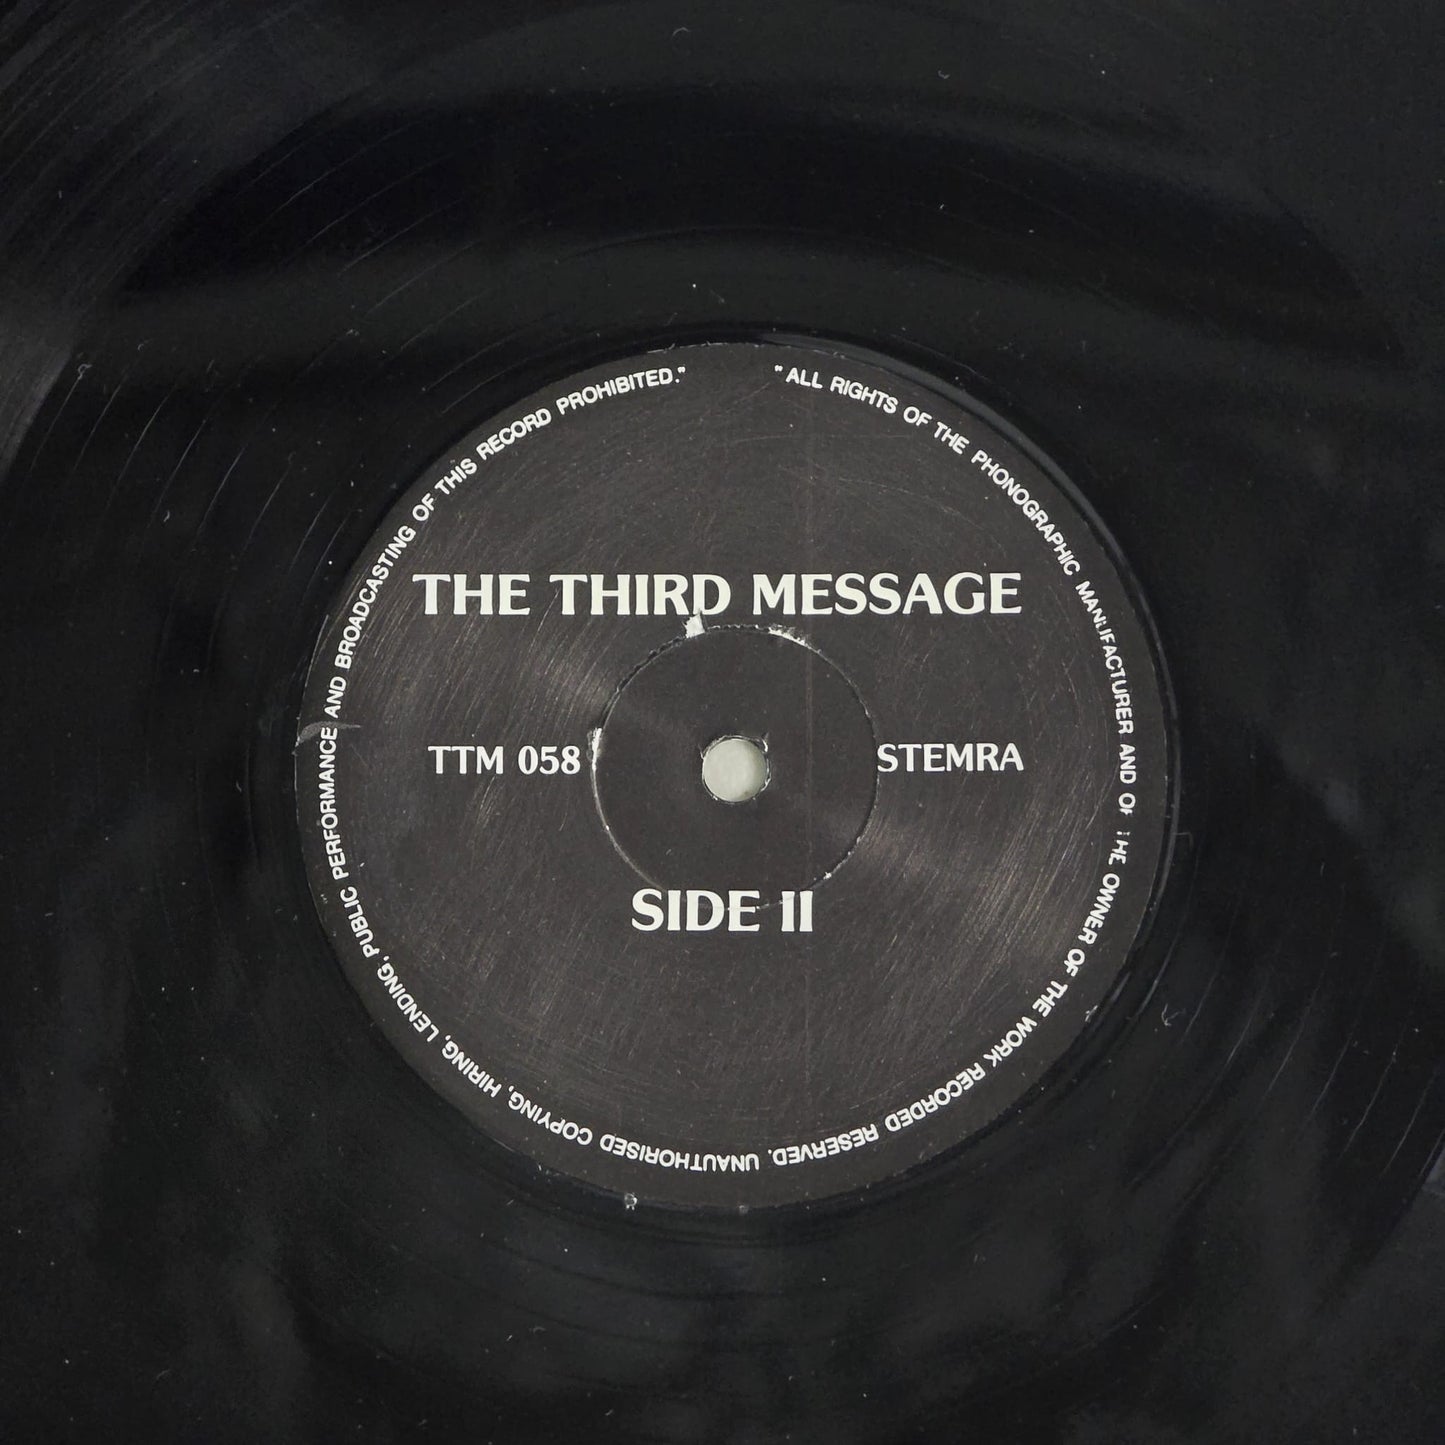 THE THIRD MESSAGE
TTM 058
STEMRA
SIDE II
"ALL RIGHTS OF THE PHONOGRAPHIC MANUFACTURER AND OF THE OWNER OF THE WORK RECORDED RESERVED. UNAUTHORISED COPYING, HIRING, LENDING, PUBLIC PERFORMANCE AND BROADCASTING OF THIS RECORD PROHIBITED."